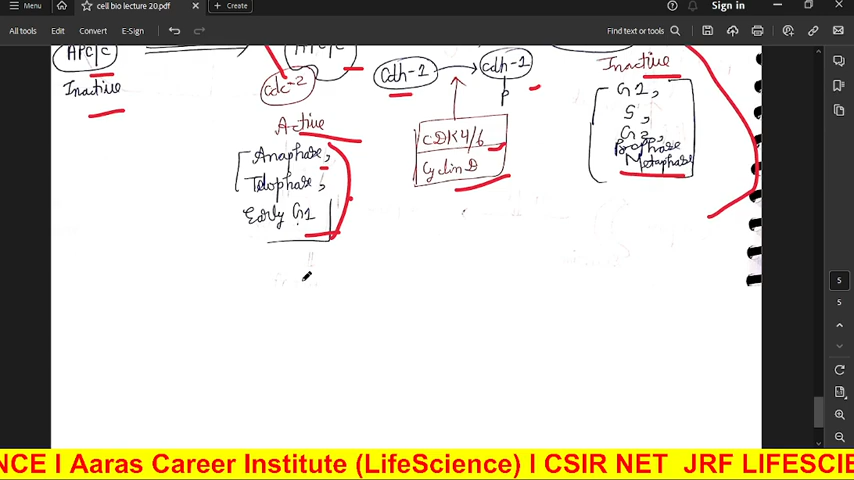 Menu
cell bio lecture 20.pdf
+ Create
Sign in
All tools
Edit
Convert
E-Sign
Find text or tools
APC/C
Inactive
APC/C
Cdc-2
Active
Anaphase,
Telophase,
Early G1
Cdh-1
cdh-1
P
CDK4/6
Cyclin D
Inactive
G1,
S,
G2,
Prophase
Metaphase
5
5
NCE I Aaras Career Institute (LifeScience) I CSIR NET JRF LIFESCIE